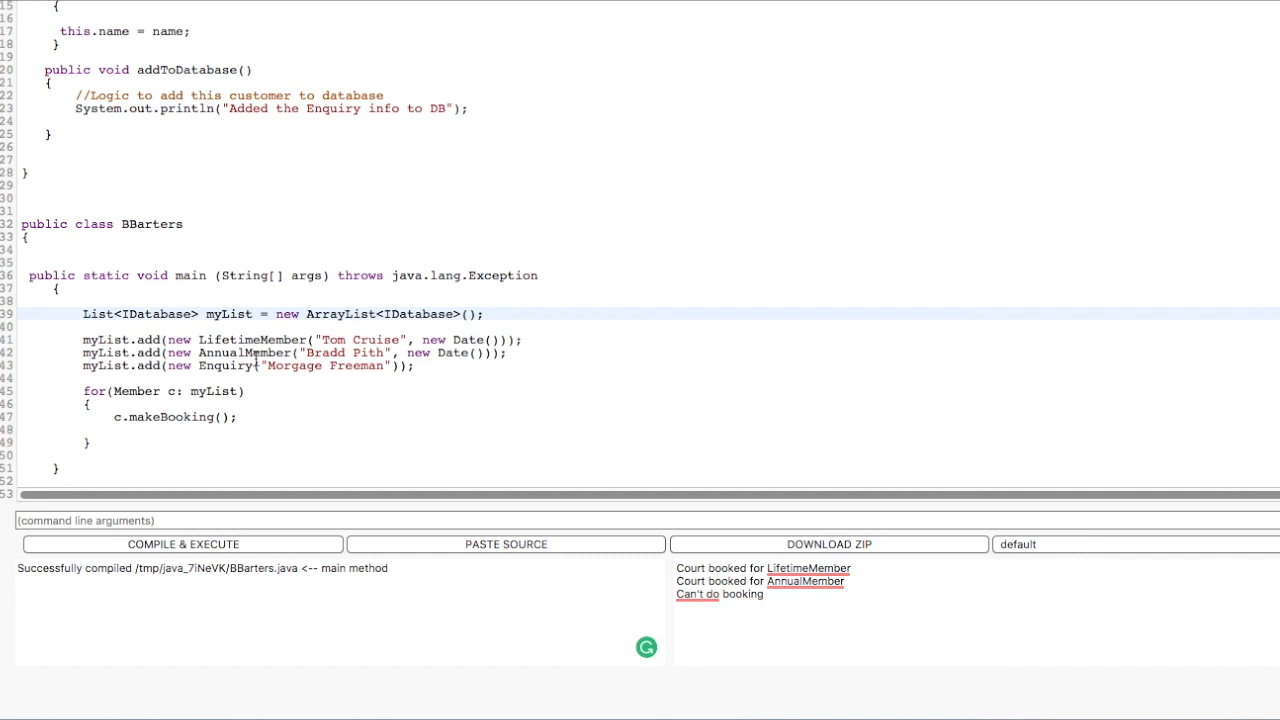 15 {
16
17 this.name = name;
18 }
19
20 public void addToDatabase()
21 {
22 //Logic to add this customer to database
23 System.out.println("Added the Enquiry info to DB");
24
25 }
26
27
28 }
29
30
31
32 public class BBarters
33 {
34
35
36 public static void main (String[] args) throws java.lang.Exception
37 {
38
39 List<IDatabase> myList = new ArrayList<IDatabase>();
40
41 myList.add(new LifetimeMember("Tom Cruise", new Date()));
42 myList.add(new AnnualMember("Bradd Pith", new Date()));
43 myList.add(new Enquiry("Morgage Freeman"));
44
45 for(Member c: myList)
46 {
47 c.makeBooking();
48
49 }
50
51 }
52
53
(command line arguments)
COMPILE & EXECUTE PASTE SOURCE DOWNLOAD ZIP default
Successfully compiled /tmp/java_7iNeVK/BBarters.java <-- main method
Court booked for LifetimeMember
Court booked for AnnualMember
Can't do booking